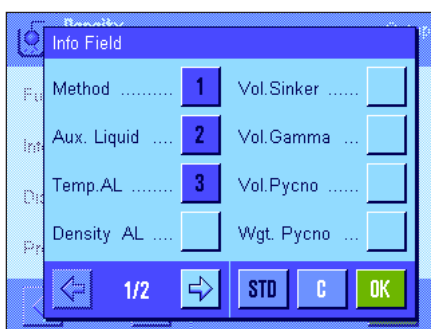 Density
Info Field
Method .......... 1 Vol.Sinker ......
Aux. Liquid .... 2 Vol.Gamma ...
Temp.AL ........ 3 Vol.Pycno .....
Density AL .... Wgt. Pycno ...
1/2 STD C OK